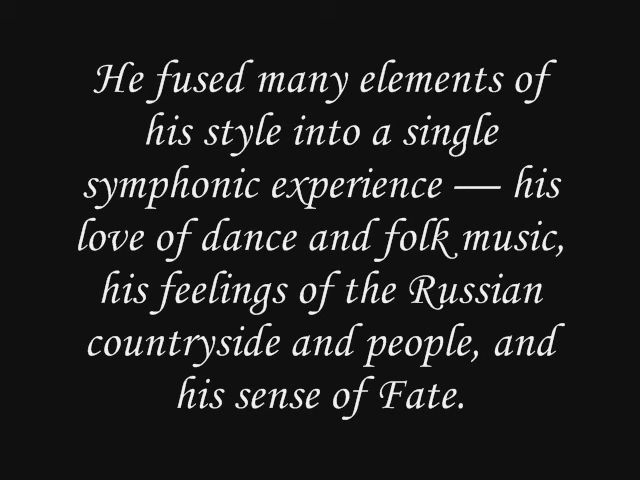 He fused many elements of
his style into a single
symphonic experience — his
love of dance and folk music,
his feelings of the Russian
countryside and people, and
his sense of Fate.